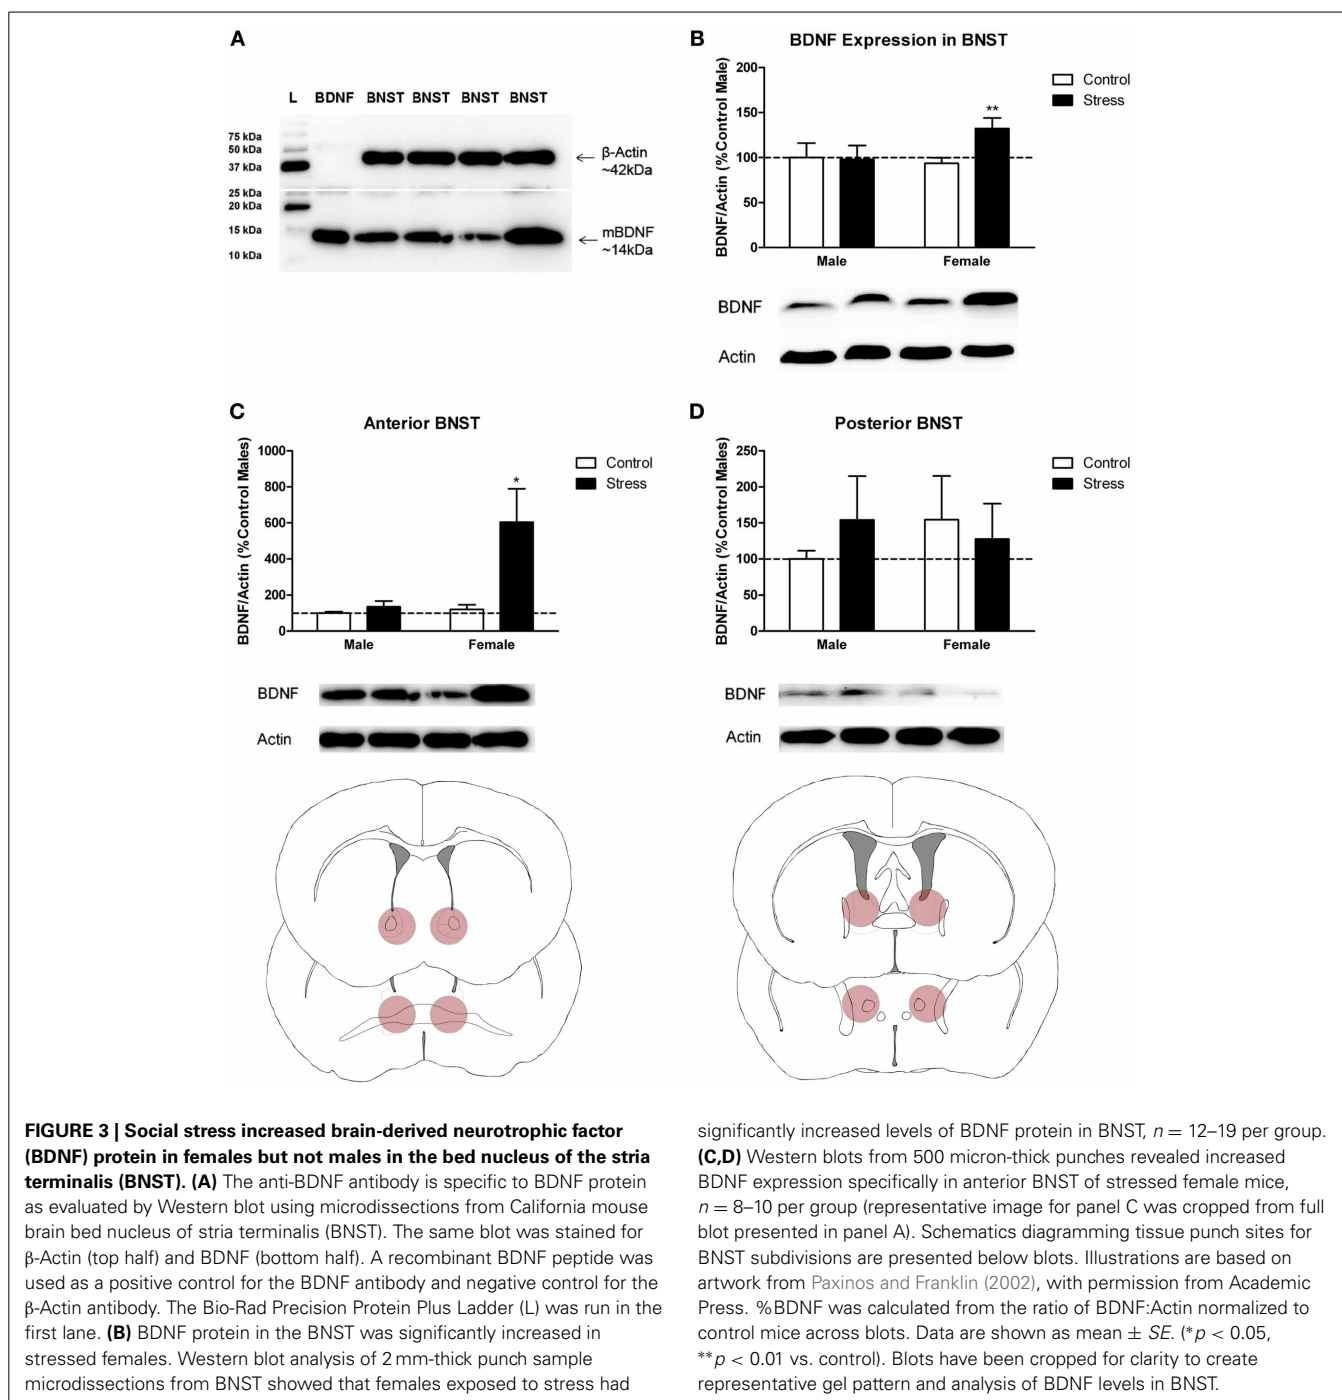 A
L BDNF BNST BNST BNST BNST
75 kDa
50 kDa
37 kDa
25 kDa
20 kDa
15 kDa
10 kDa
β-Actin
~42kDa
mBDNF
~14kDa
B
BDNF Expression in BNST
BDNF/Actin (%Control Male)
200
150
100
50
0
**
Control
Stress
Male Female
BDNF
Actin
C
Anterior BNST
BDNF/Actin (%Control Males)
1000
800
600
400
200
0
*
Control
Stress
Male Female
BDNF
Actin
D
Posterior BNST
BDNF/Actin (%Control Males)
250
200
150
100
50
0
Control
Stress
Male Female
BDNF
Actin
FIGURE 3 | Social stress increased brain-derived neurotrophic factor
(BDNF) protein in females but not males in the bed nucleus of the stria
terminalis (BNST). (A) The anti-BDNF antibody is specific to BDNF protein
as evaluated by Western blot using microdissections from California mouse
brain bed nucleus of stria terminalis (BNST). The same blot was stained for
β-Actin (top half) and BDNF (bottom half). A recombinant BDNF peptide was
used as a positive control for the BDNF antibody and negative control for the
β-Actin antibody. The Bio-Rad Precision Protein Plus Ladder (L) was run in the
first lane. (B) BDNF protein in the BNST was significantly increased in
stressed females. Western blot analysis of 2 mm-thick punch sample
microdissections from BNST showed that females exposed to stress had
significantly increased levels of BDNF protein in BNST, n = 12–19 per group.
(C,D) Western blots from 500 micron-thick punches revealed increased
BDNF expression specifically in anterior BNST of stressed female mice,
n = 8–10 per group (representative image for panel C was cropped from full
blot presented in panel A). Schematics diagramming tissue punch sites for
BNST subdivisions are presented below blots. Illustrations are based on
artwork from Paxinos and Franklin (2002), with permission from Academic
Press. %BDNF was calculated from the ratio of BDNF:Actin normalized to
control mice across blots. Data are shown as mean ± SE. (*p < 0.05,
**p < 0.01 vs. control). Blots have been cropped for clarity to create
representative gel pattern and analysis of BDNF levels in BNST.